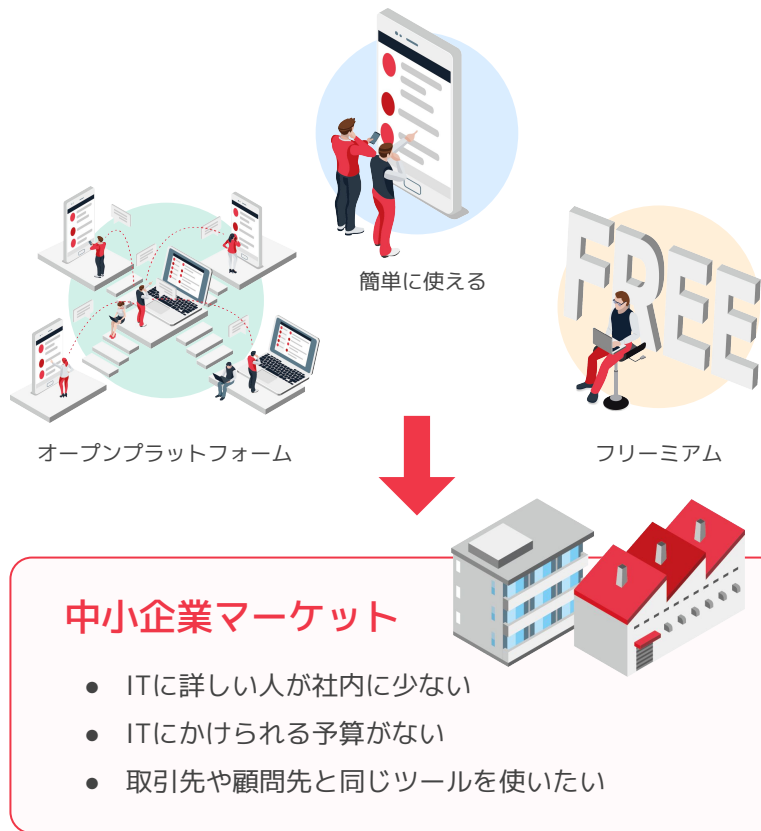 簡単に使える
FREE
オープンプラットフォーム
フリーミアム
中小企業マーケット
● ITに詳しい人が社内に少ない
● ITにかけられる予算がない
● 取引先や顧問先と同じツールを使いたい